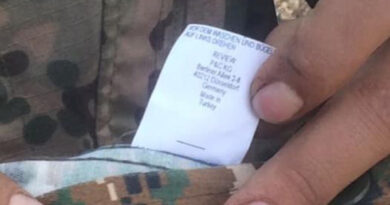 VOR DEM WASCHEN UND BÜGELN
AUF LINKS DREHEN
REVIEW
P&C KG
Berliner Allee 2-8
40212 Düsseldorf
Germany
Made in
Turkey